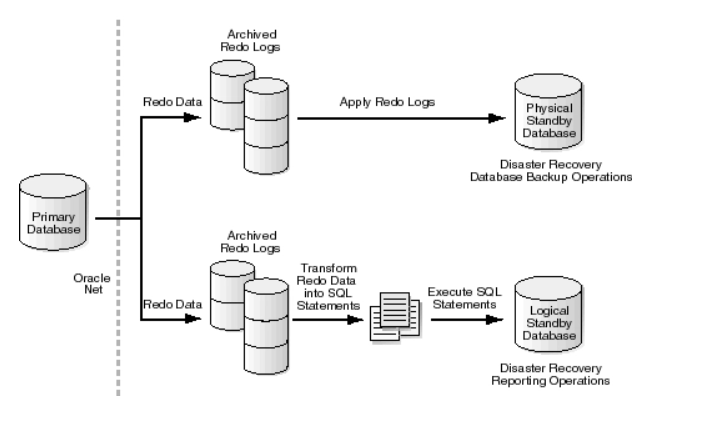 Archived
Redo Logs
Redo Data
Apply Redo Logs
Physical
Standby
Database
Disaster Recovery
Database Backup Operations
Primary
Database
Oracle
Net
Archived
Redo Logs
Redo Data
Transform
Redo Data
into SQL
Statements
Execute SQL
Statements
Logical
Standby
Database
Disaster Recovery
Reporting Operations